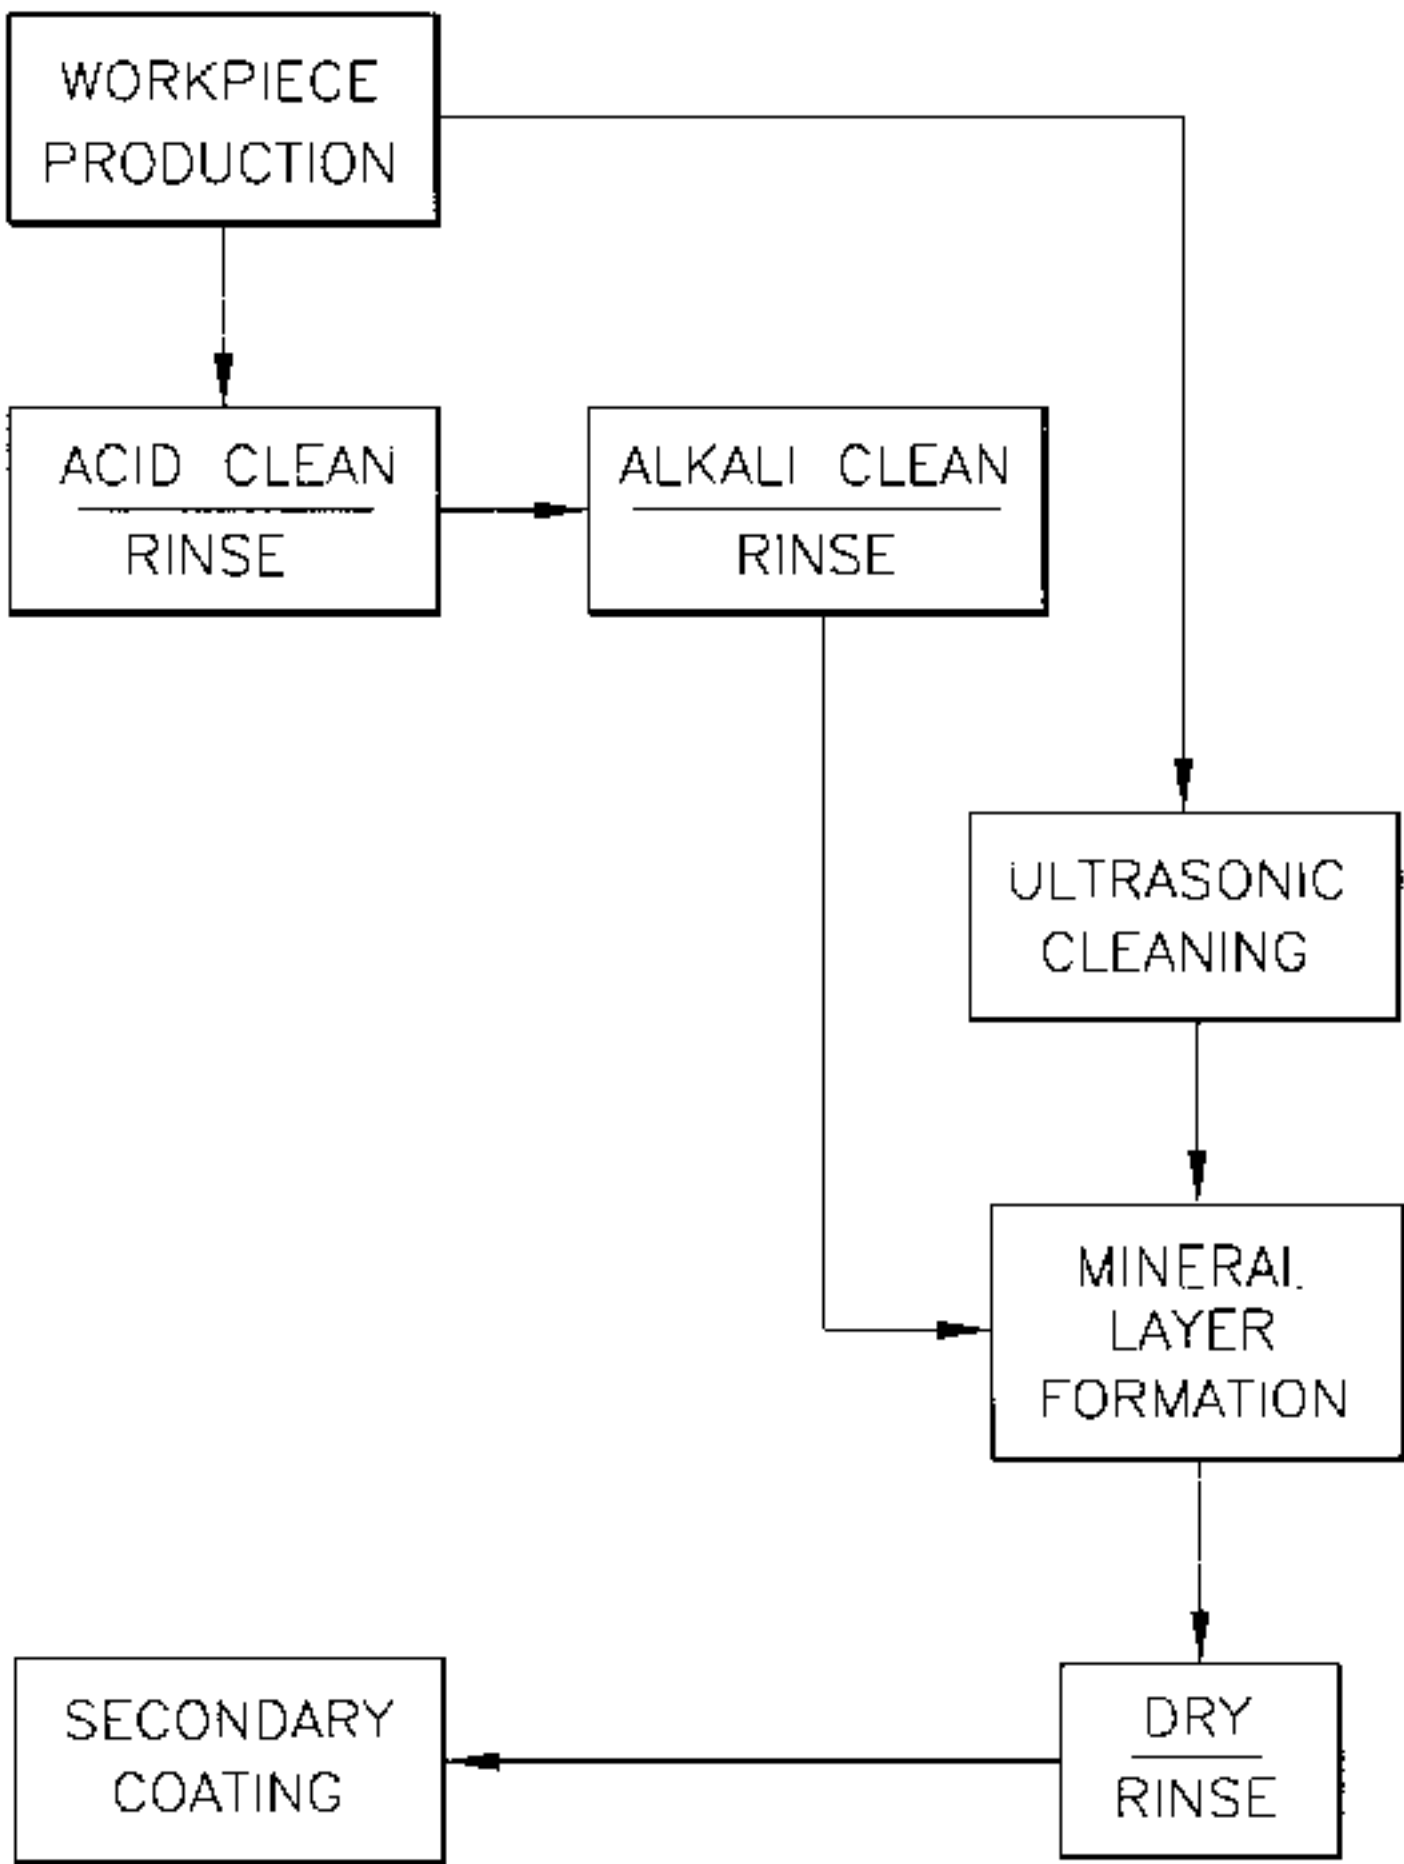 WORKPIECE
PRODUCTION
ACID CLEAN
RINSE
ALKALI CLEAN
RINSE
ULTRASONIC
CLEANING
MINERAL
LAYER
FORMATION
SECONDARY
COATING
DRY
RINSE